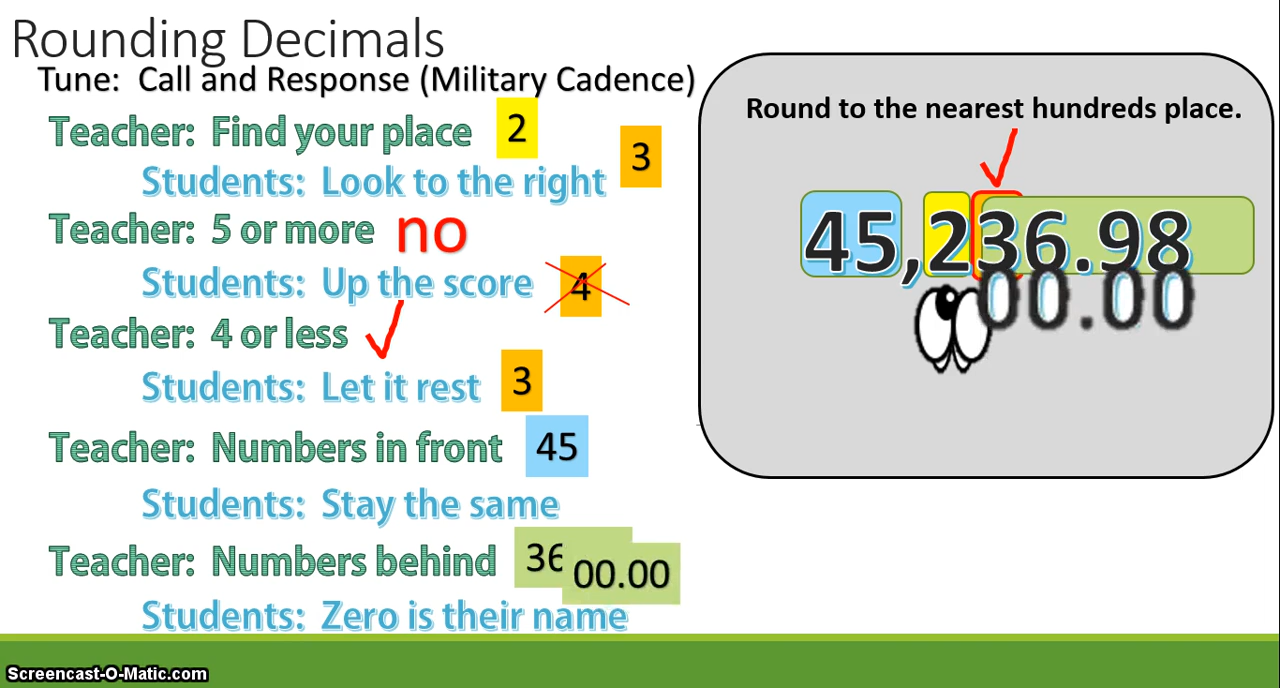 Rounding Decimals
Tune: Call and Response (Military Cadence)
Teacher: Find your place 2
Students: Look to the right 3
Teacher: 5 or more no
Students: Up the score 4
Teacher: 4 or less
Students: Let it rest 3
Teacher: Numbers in front 45
Students: Stay the same
Teacher: Numbers behind 36 00.00
Students: Zero is their name
Round to the nearest hundreds place.
45,236.98
00.00
Screencast-O-Matic.com